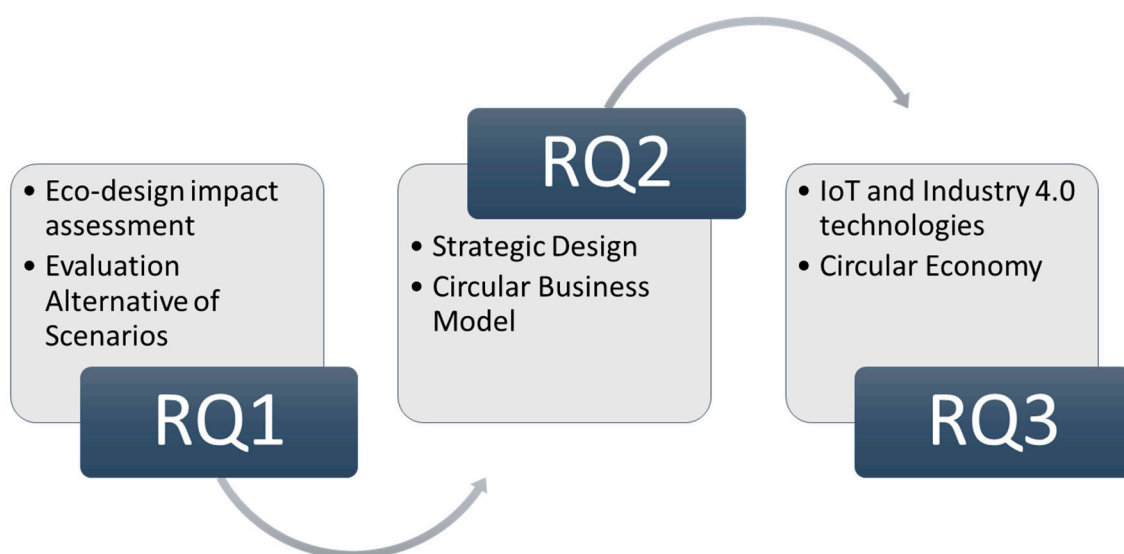 • Eco-design impact
assessment
• Evaluation
Alternative of
Scenarios
RQ1
RQ2
• Strategic Design
• Circular Business
Model
• IoT and Industry 4.0
technologies
• Circular Economy
RQ3